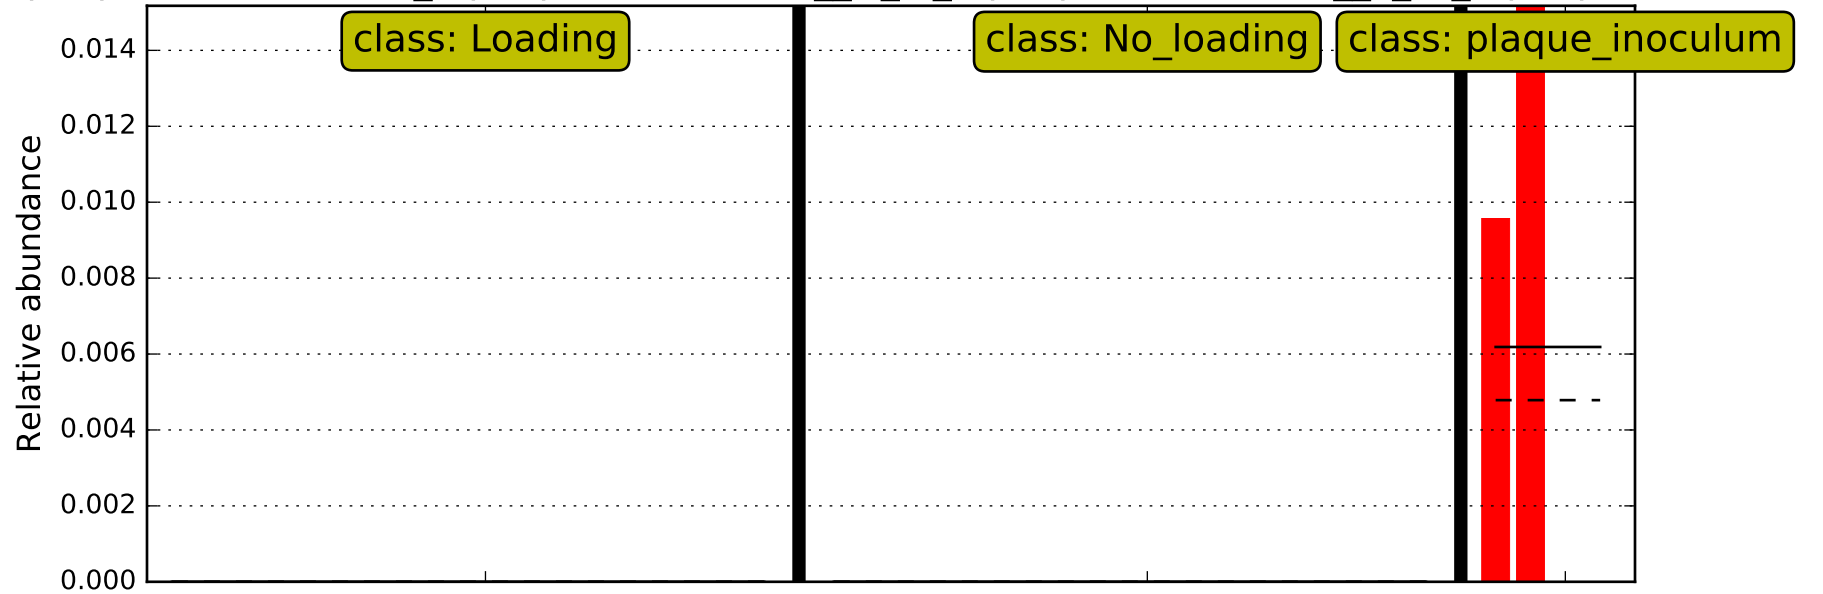 class: Loading
class: No_loading
class: plaque_inoculum
Relative abundance
0.014
0.012
0.010
0.008
0.006
0.004
0.002
0.000